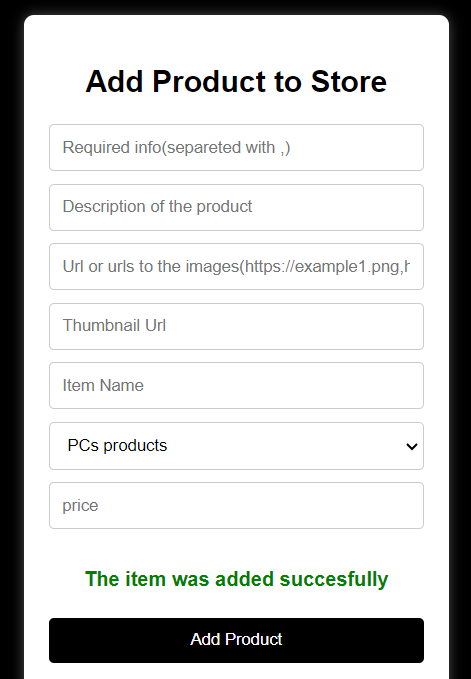 Add Product to Store
Required info(separeted with ,)
Description of the product
Url or urls to the images(https://example1.png,h
Thumbnail Url
Item Name
PCs products
price
The item was added succesfully
Add Product